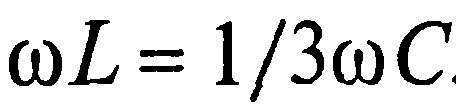 ωL = 1/3ωC.